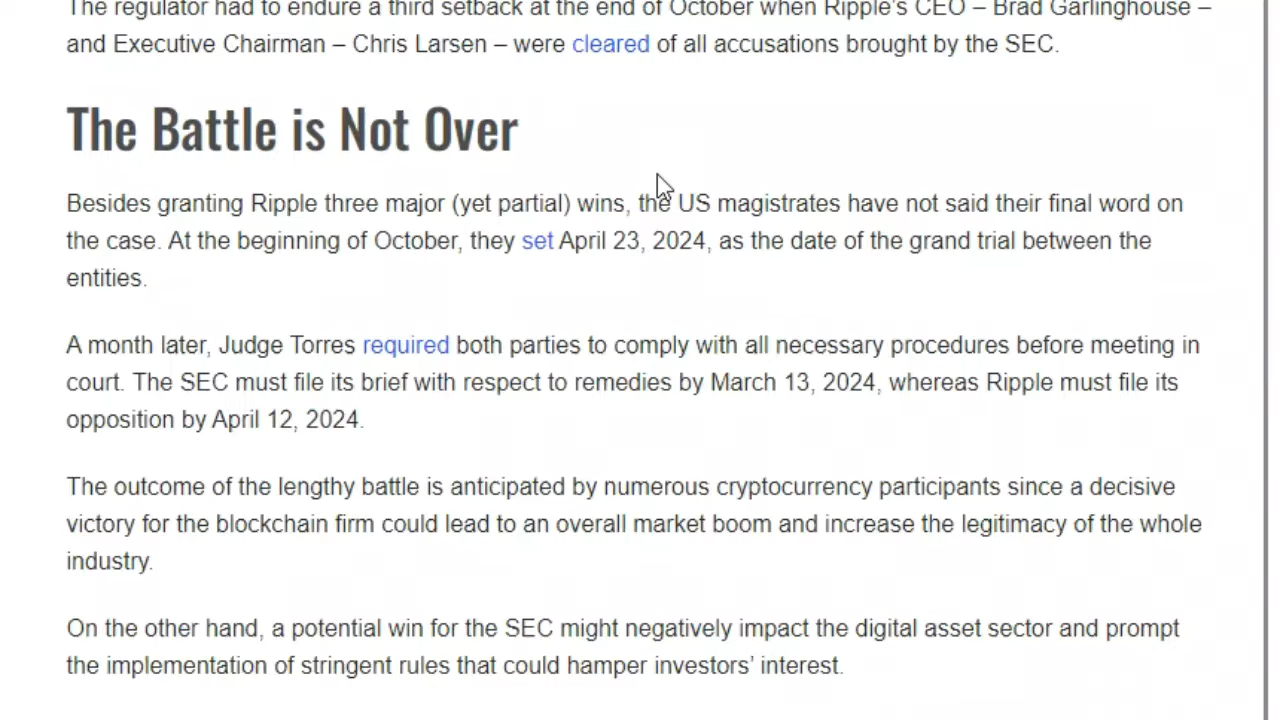 The regulator had to endure a third setback at the end of October when Ripple's CEO – Brad Garlinghouse –
and Executive Chairman – Chris Larsen – were cleared of all accusations brought by the SEC.
The Battle is Not Over
Besides granting Ripple three major (yet partial) wins, the US magistrates have not said their final word on
the case. At the beginning of October, they set April 23, 2024, as the date of the grand trial between the
entities.
A month later, Judge Torres required both parties to comply with all necessary procedures before meeting in
court. The SEC must file its brief with respect to remedies by March 13, 2024, whereas Ripple must file its
opposition by April 12, 2024.
The outcome of the lengthy battle is anticipated by numerous cryptocurrency participants since a decisive
victory for the blockchain firm could lead to an overall market boom and increase the legitimacy of the whole
industry.
On the other hand, a potential win for the SEC might negatively impact the digital asset sector and prompt
the implementation of stringent rules that could hamper investors' interest.